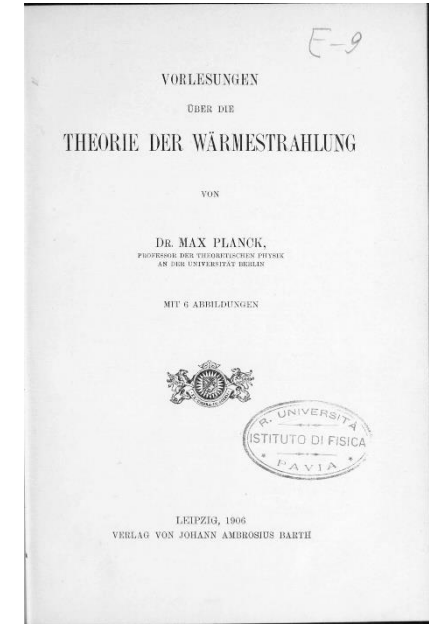 E-9
VORLESUNGEN
ÜBER DIE
THEORIE DER WÄRMESTRAHLUNG
VON
DR. MAX PLANCK,
PROFESSOR DER THEORETISCHEN PHYSIK
AN DER UNIVERSITÄT BERLIN
MIT 6 ABBILDUNGEN
R. UNIVERSITÀ
ISTITUTO DI FISICA
PAVIA
LEIPZIG, 1906
VERLAG VON JOHANN AMBROSIUS BARTH